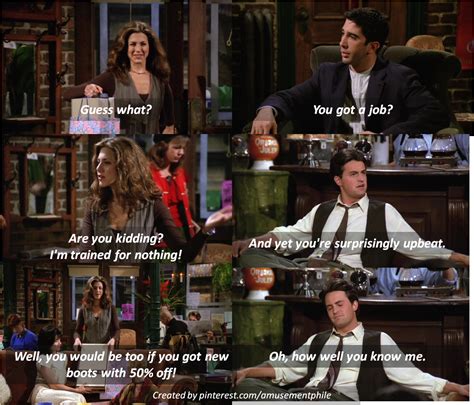 Guess what?
You got a job?
Are you kidding?
I'm trained for nothing!
And yet you're surprisingly upbeat.
Well, you would be too if you got new
boots with 50% off!
Oh, how well you know me.
Created by pinterest.com/amusementphile